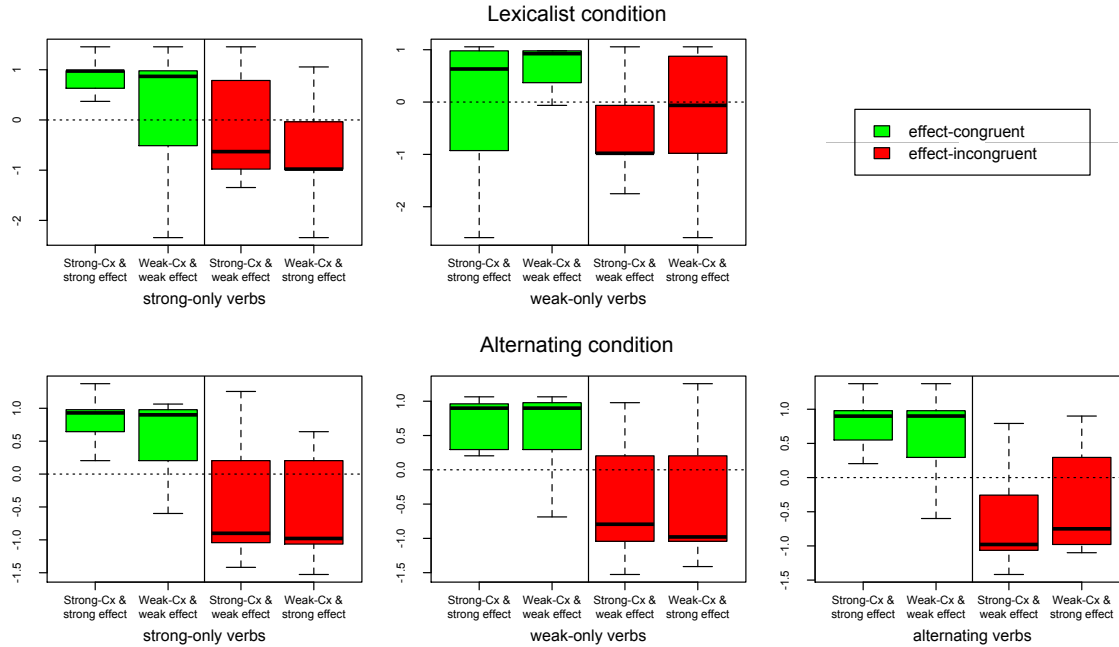 Lexicalist condition
1
0
-1
-2
Strong-Cx &
strong effect
Weak-Cx &
weak effect
Strong-Cx &
weak effect
Weak-Cx &
strong effect
strong-only verbs
1
0
-1
-2
Strong-Cx &
strong effect
Weak-Cx &
weak effect
Strong-Cx &
weak effect
Weak-Cx &
strong effect
weak-only verbs
effect-congruent
effect-incongruent
Alternating condition
1.0
0.5
0.0
-0.5
-1.0
-1.5
Strong-Cx &
strong effect
Weak-Cx &
weak effect
Strong-Cx &
weak effect
Weak-Cx &
strong effect
strong-only verbs
1.0
0.5
0.0
-0.5
-1.0
-1.5
Strong-Cx &
strong effect
Weak-Cx &
weak effect
Strong-Cx &
weak effect
Weak-Cx &
strong effect
weak-only verbs
1.0
0.5
0.0
-0.5
-1.0
-1.5
Strong-Cx &
strong effect
Weak-Cx &
weak effect
Strong-Cx &
weak effect
Weak-Cx &
strong effect
alternating verbs